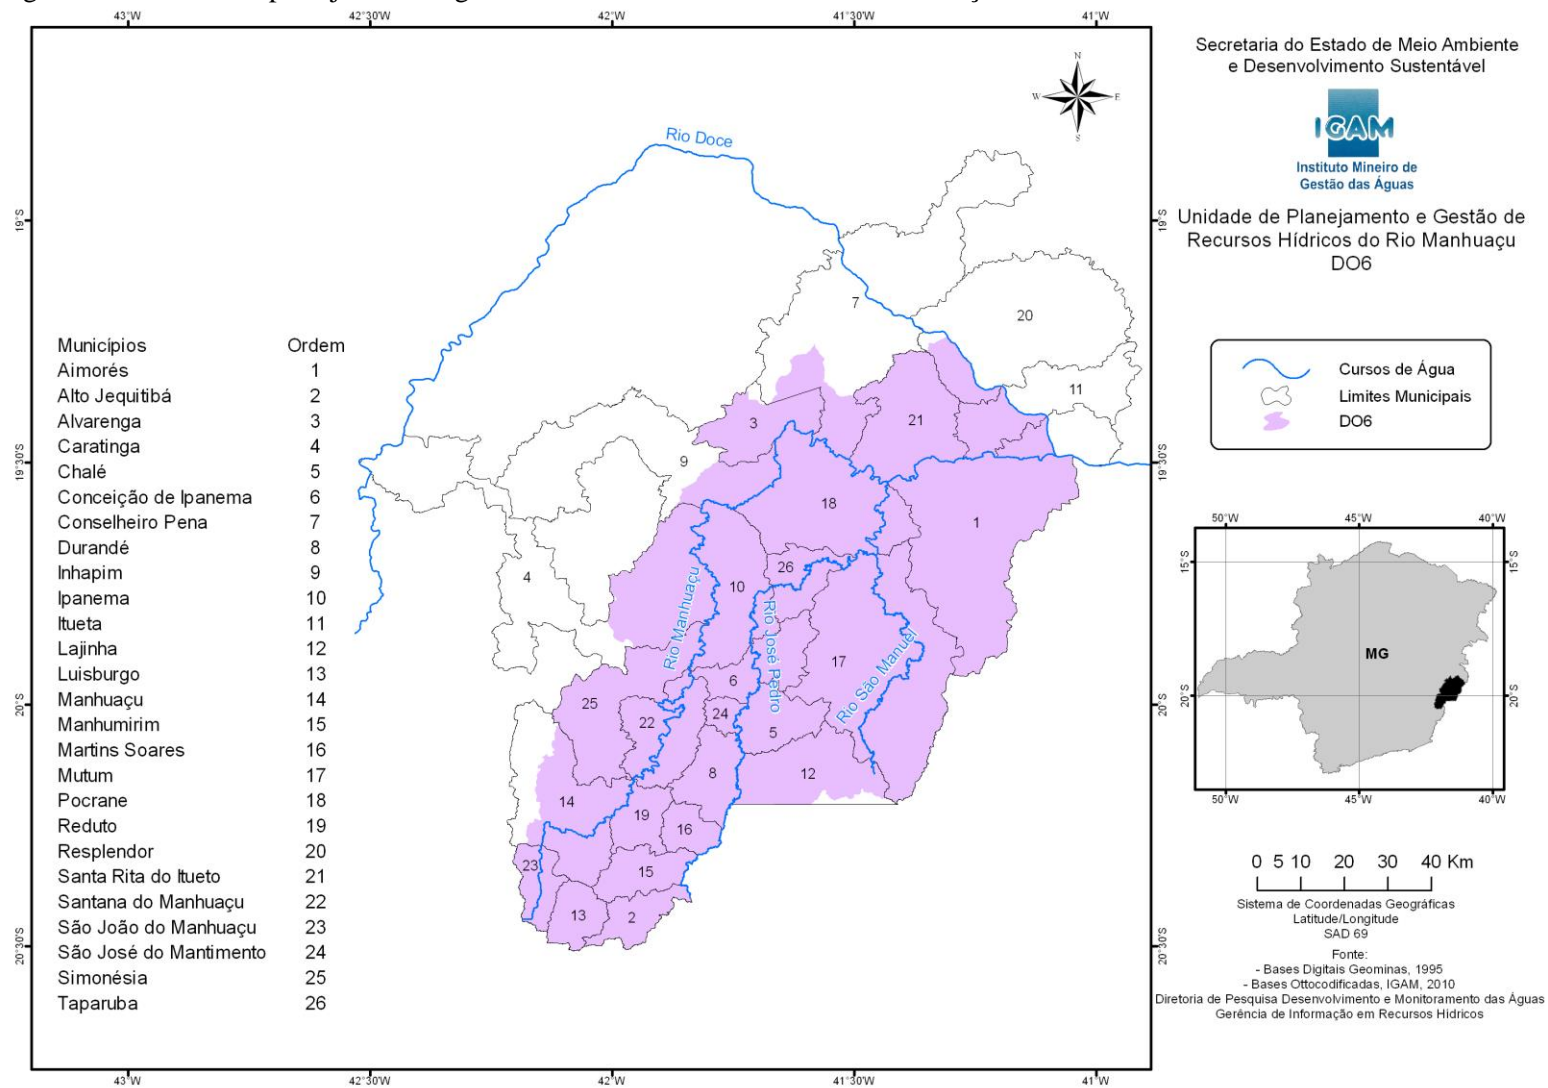 43°W
42°30'W
42°W
41°30'W
41°W
N
W
E
S
Secretaria do Estado de Meio Ambiente
e Desenvolvimento Sustentável
IGAM
Instituto Mineiro de
Gestão das Águas
Unidade de Planejamento e Gestão de
Recursos Hídricos do Rio Manhuaçu
DO6
Cursos de Água
Limites Municipais
DO6
Municípios Ordem
Aimorés 1
Alto Jequitibá 2
Alvarenga 3
Caratinga 4
Chalé 5
Conceição de Ipanema 6
Conselheiro Pena 7
Durandé 8
Inhapim 9
Ipanema 10
Itueta 11
Lajinha 12
Luisburgo 13
Manhuaçu 14
Manhumirim 15
Martins Soares 16
Mutum 17
Pocrane 18
Reduto 19
Resplendor 20
Santa Rita do Itueto 21
Santana do Manhuaçu 22
São João do Manhuaçu 23
São José do Mantimento 24
Simonésia 25
Taparuba 26
Rio Doce
Rio Manhuaçu
Rio José Pedro
Rio São Manuel
7
20
11
3
21
9
18
1
4
10
26
17
6
25
22
24
5
8
12
14
19
16
23
15
13
2
19°S
19°30'S
20°S
20°30'S
19°S
19°30'S
20°S
20°30'S
50°W
45°W
40°W
15°S
15°S
MG
20°S
20°S
50°W
45°W
40°W
0 5 10 20 30 40 Km
Sistema de Coordenadas Geográficas
Latitude/Longitude
SAD 69
Fonte:
- Bases Digitais Geominas, 1995
- Bases Ottocodificadas, IGAM, 2010
Diretoria de Pesquisa Desenvolvimento e Monitoramento das Águas
Gerência de Informação em Recursos Hídricos
43°W
42°30'W
42°W
41°30'W
41°W